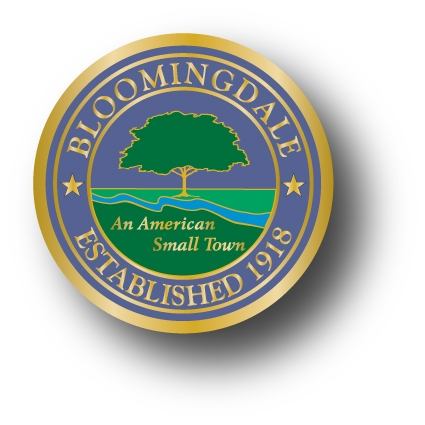 BLOOMINGDALE
An American
Small Town
ESTABLISHED 1918